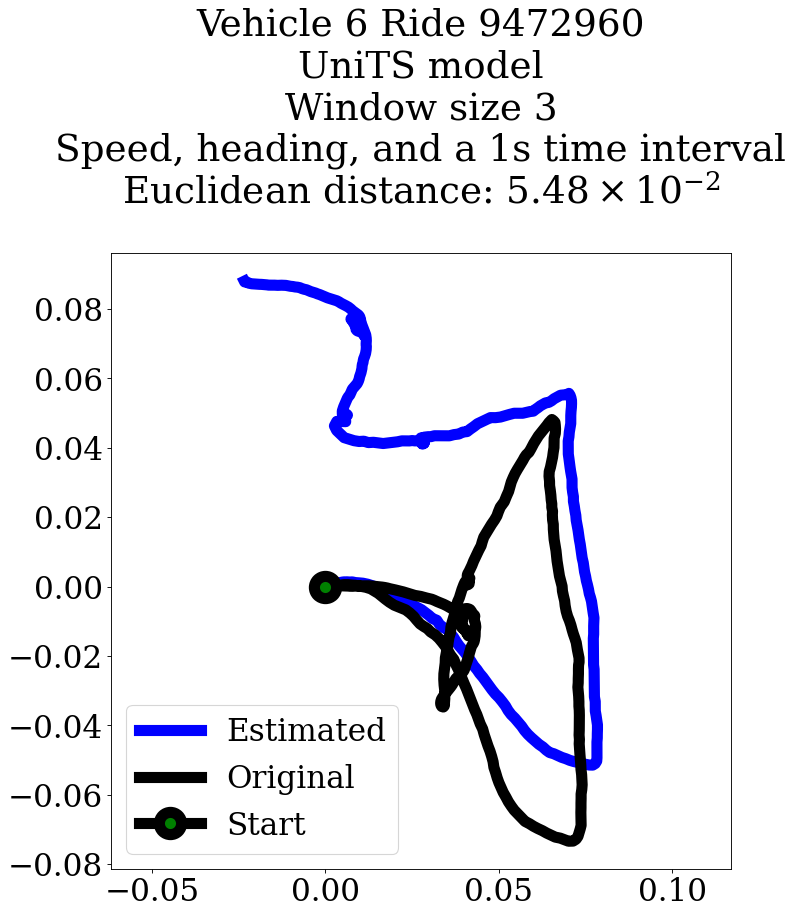 Vehicle 6 Ride 9472960
UniTS model
Window size 3
Speed, heading, and a 1s time interval
Euclidean distance: 5.48 × 10⁻²
0.08
0.06
0.04
0.02
0.00
−0.02
−0.04
−0.06
−0.08
Estimated
Original
Start
−0.05 0.00 0.05 0.10